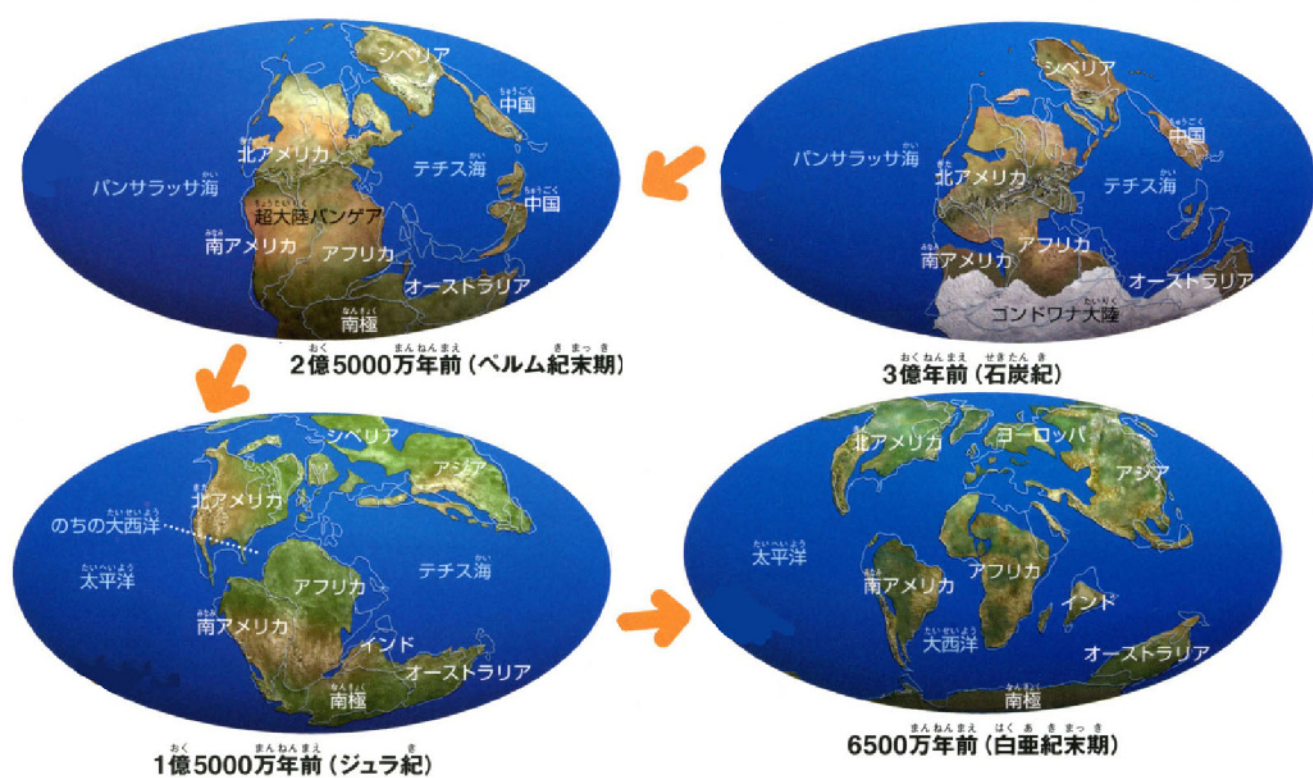 シベリア
中国
北アメリカ
パンサラッサ海
テチス海
超大陸パンゲア
中国
南アメリカ
アフリカ
オーストラリア
南極
2億5000万年前(ペルム紀末期)
シベリア
中国
パンサラッサ海
北アメリカ
テチス海
アフリカ
南アメリカ
オーストラリア
ゴンドワナ大陸
3億年前(石炭紀)
シベリア
アジア
北アメリカ
のちの大西洋
太平洋
テチス海
アフリカ
南アメリカ
インド
オーストラリア
南極
1億5000万年前(ジュラ紀)
北アメリカ
ヨーロッパ
アジア
太平洋
南アメリカ
アフリカ
インド
大西洋
オーストラリア
南極
6500万年前(白亜紀末期)